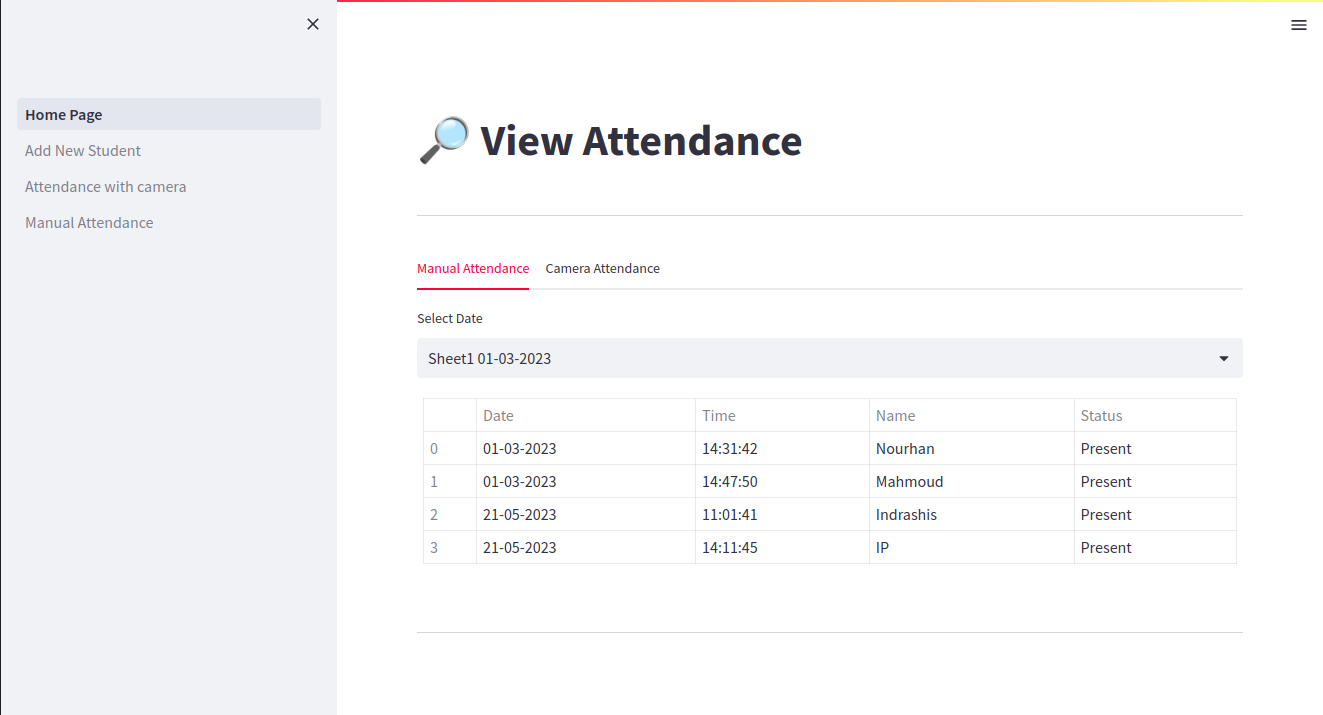 Home Page
Add New Student
Attendance with camera
Manual Attendance
View Attendance
Manual Attendance Camera Attendance
Select Date
Sheet1 01-03-2023
Date Time Name Status
0 01-03-2023 14:31:42 Nourhan Present
1 01-03-2023 14:47:50 Mahmoud Present
2 21-05-2023 11:01:41 Indrashis Present
3 21-05-2023 14:11:45 IP Present